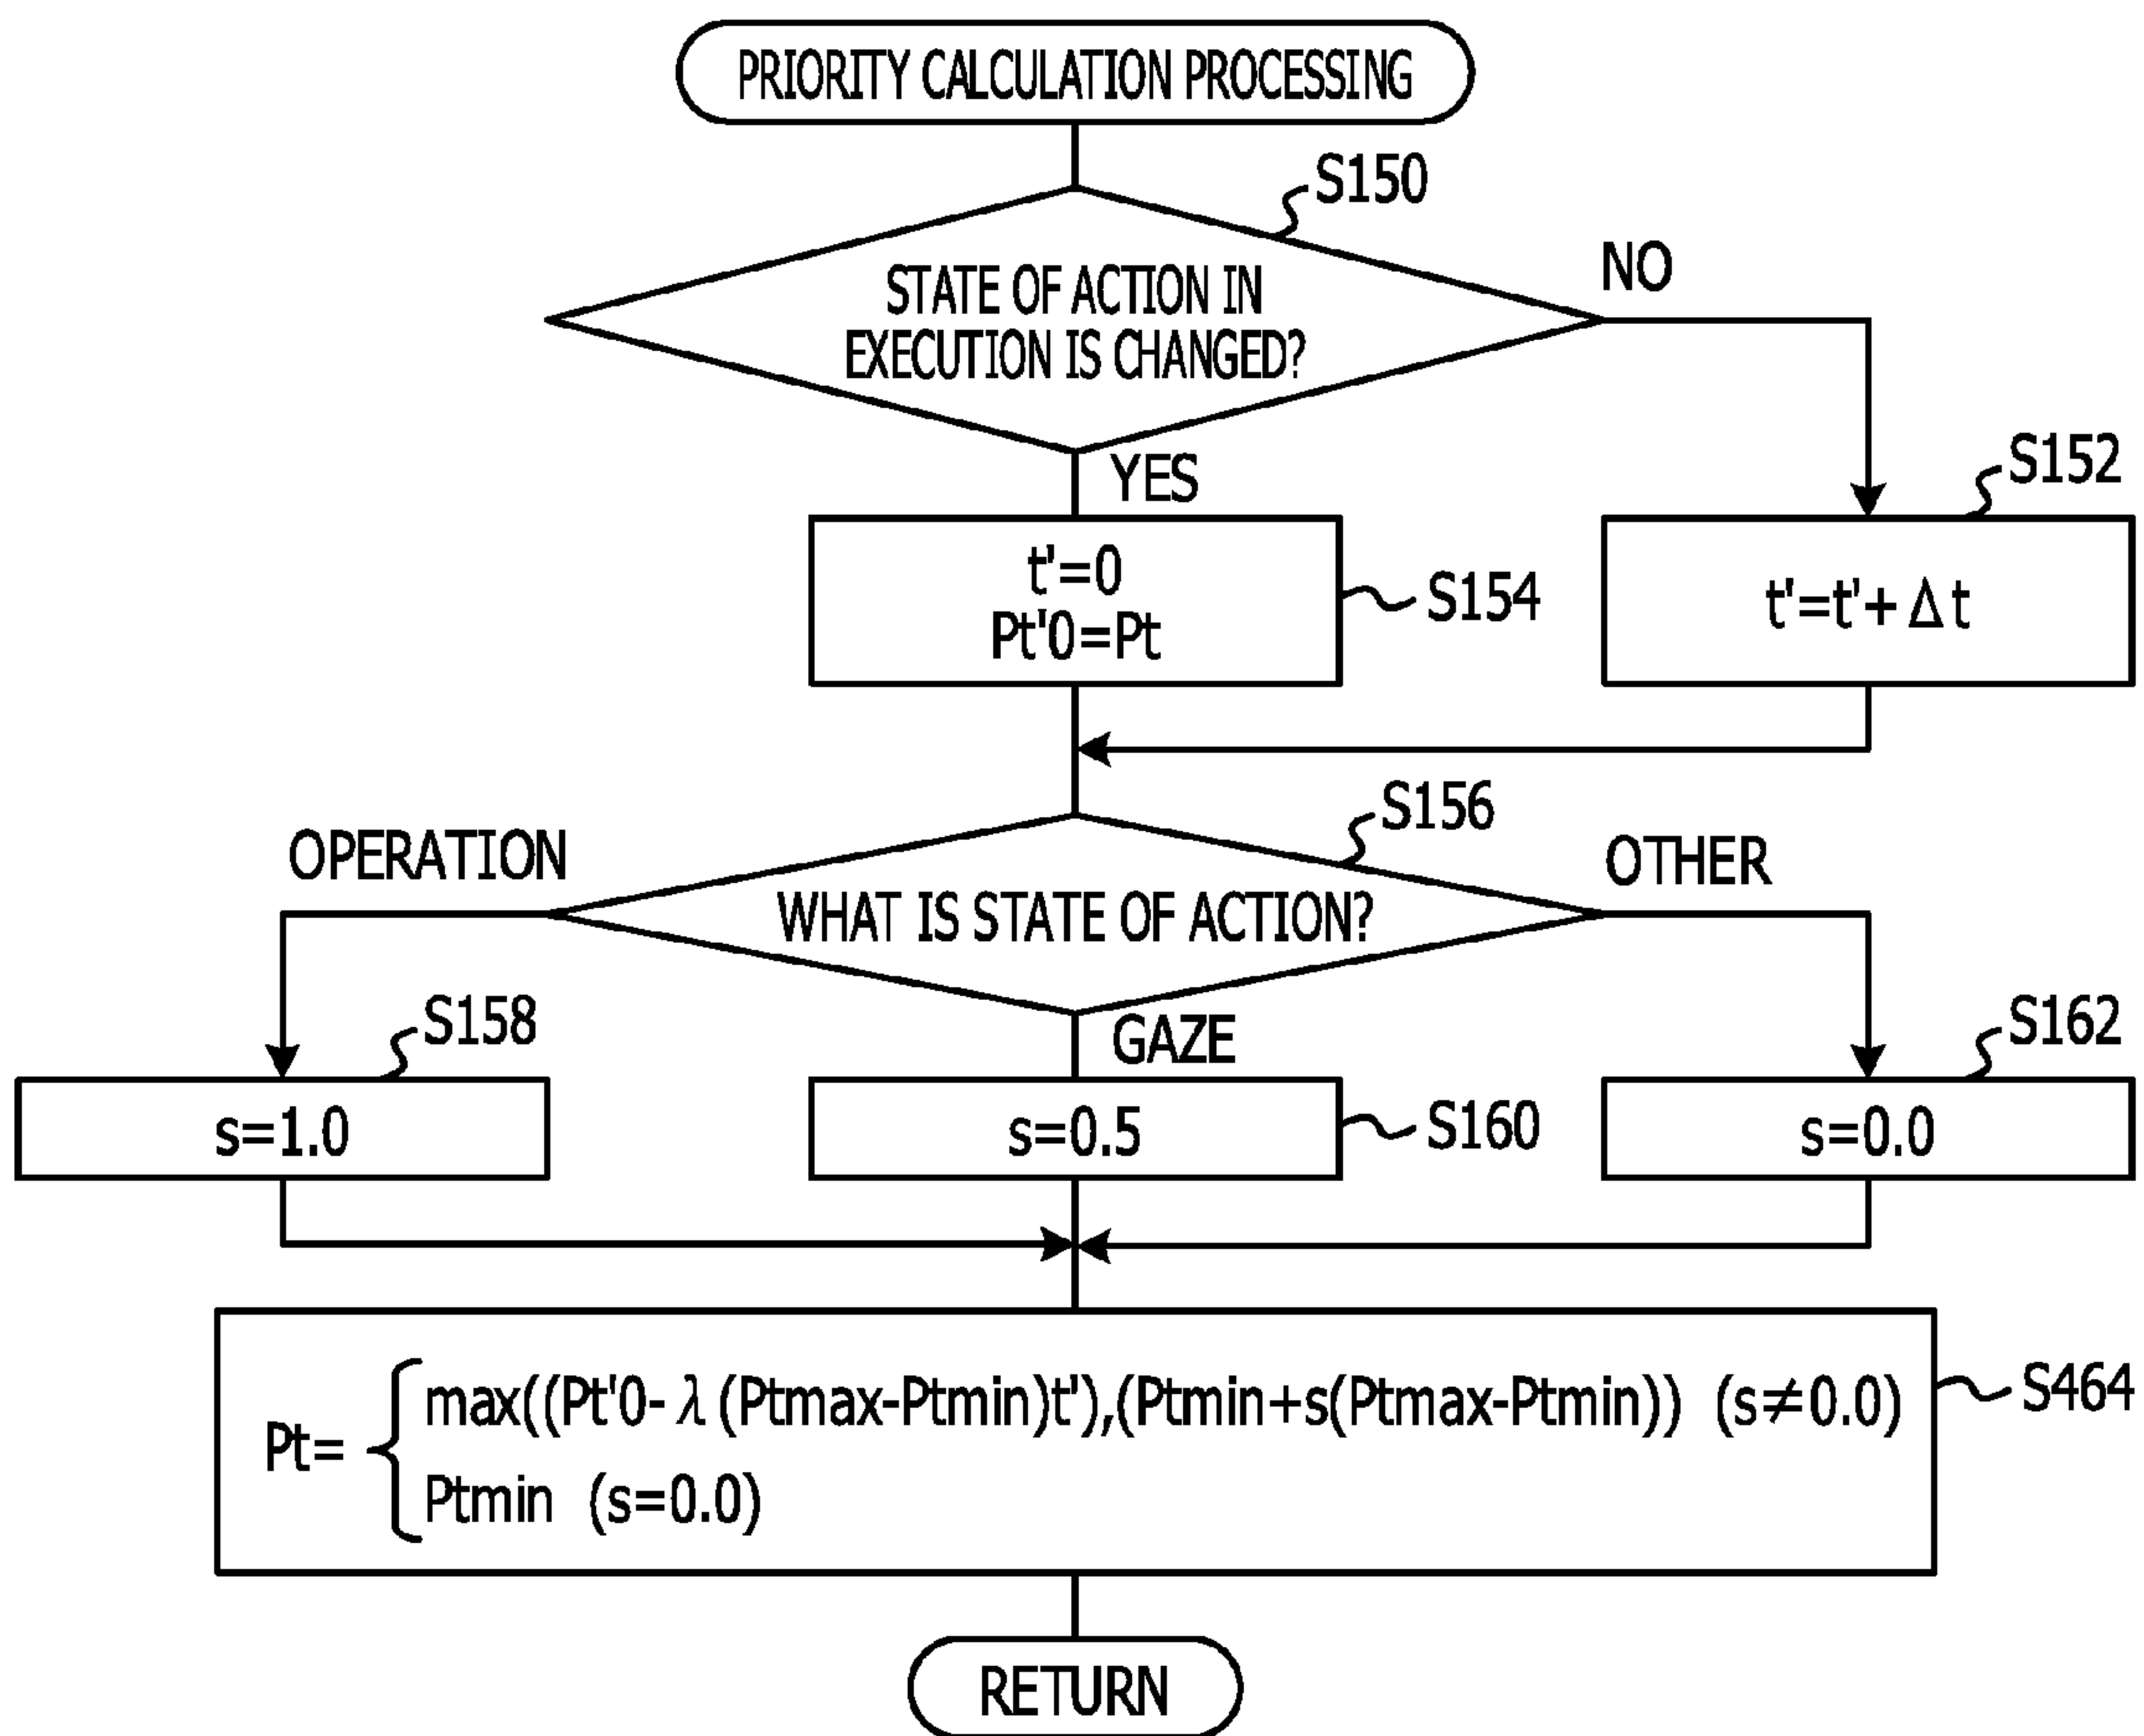 PRIORITY CALCULATION PROCESSING
S150
STATE OF ACTION IN
EXECUTION IS CHANGED?
NO
YES
S152
t'=0
Pt'0=Pt
S154
t'=t'+Δt
S156
OPERATION
WHAT IS STATE OF ACTION?
OTHER
GAZE
S158
S162
s=1.0
s=0.5
S160
s=0.0
Pt=
max((Pt'0-λ(Ptmax-Ptmin)t'),(Ptmin+s(Ptmax-Ptmin)) (s≠0.0)
Ptmin (s=0.0)
S464
RETURN